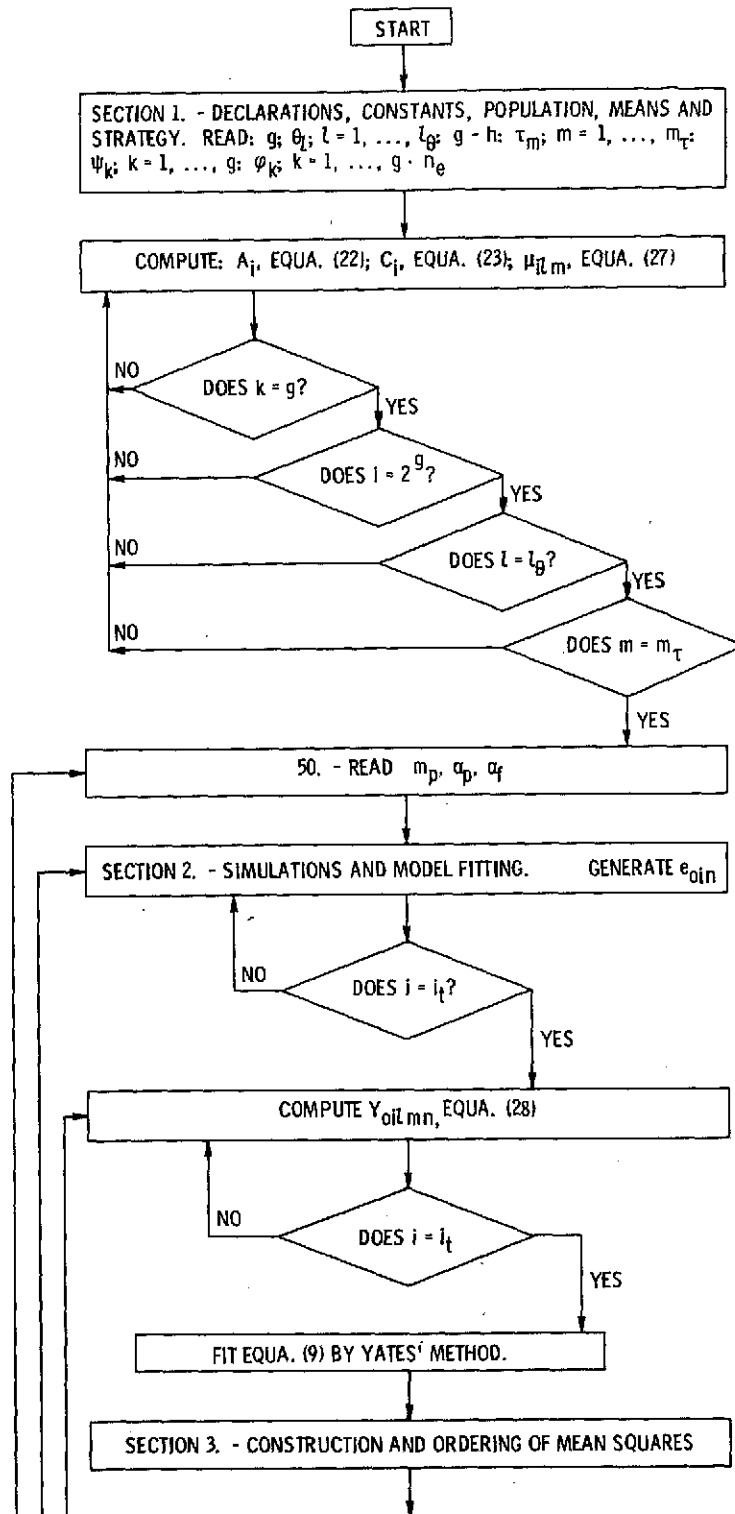 START
SECTION 1. - DECLARATIONS, CONSTANTS, POPULATION, MEANS AND
STRATEGY. READ: g; θ_l; l = 1, ..., l_θ; g - h; τ_m; m = 1, ..., m_τ;
ψ_k; k = 1, ..., g; φ_k; k = 1, ..., g · n_e
COMPUTE: A_i, EQUA. (22); C_i, EQUA. (23); μ_ilm, EQUA. (27)
NO
DOES k = g?
YES
NO
DOES i = 2^g?
YES
NO
DOES l = l_θ?
YES
NO
DOES m = m_τ
YES
50. - READ m_p, α_p, α_f
SECTION 2. - SIMULATIONS AND MODEL FITTING. GENERATE e_oin
NO
DOES i = i_t?
YES
COMPUTE Y_oilmn, EQUA. (28)
NO
DOES i = i_t
YES
FIT EQUA. (9) BY YATES' METHOD.
SECTION 3. - CONSTRUCTION AND ORDERING OF MEAN SQUARES